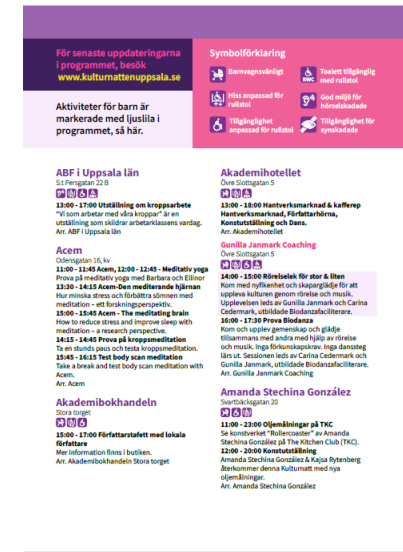 För senaste uppdateringarna
i programmet, besök
www.kulturnattenuppsala.se
Aktiviteter för barn är
markerade med ljuslila i
programmet, så här.
Symbolförklaring
Barnvagnsvänligt
Hiss anpassad för
rullstol
Tillgänglighet
anpassad för rullstol
RWC
Toalett tillgänglig
med rullstol
God miljö för
hörselskadade
Tillgänglighet för
synskadade
ABF i Uppsala län
S:t Persgatan 22 B
13:00 - 17:00 Utställning om kroppsarbete
"Vi som arbetar med våra kroppar" är en
utställning som skildrar arbetarklassens vardag.
Arr. ABF i Uppsala län
Acem
Odensgatan 16, kv
11:00 - 11:45 Acem, 12:00 - 12:45 - Meditativ yoga
Prova på meditativ yoga med Barbara och Ellinor
13:30 - 14:15 Acem-Den mediterande hjärnan
Hur minska stress och förbättra sömnen med
meditation – ett forskningsperspektiv.
15:00 - 15:45 Acem - The meditating brain
How to reduce stress and improve sleep with
meditation – a research perspective.
14:15 - 14:45 Prova på kroppsmeditation
Ta en stunds paus och testa kroppsmeditation.
15:45 - 16:15 Test body scan meditation
Take a break and test body scan meditation with
Acem.
Arr. Acem
Akademibokhandeln
Stora torget
15:00 - 17:00 Författarstafett med lokala
författare
Mer information finns i butiken.
Arr. Akademibokhandeln Stora torget
Akademihotellet
Övre Slottsgatan 5
13:00 - 18:00 Hantverksmarknad & kafferep
Hantverksmarknad, Författarhörna,
Konstutställning och Dans.
Arr. Akademihotellet
Gunilla Janmark Coaching
Övre Slottsgatan 5
14:00 - 15:00 Rörelselek för stor & liten
Kom med nyfikenhet och skaparglädje för att
uppleva kulturen genom rörelse och musik.
Upplevelsen leds av Gunilla Janmark och Carina
Cedermark, utbildade Biodanzafaciliterare.
16:00 - 17:30 Prova Biodanza
Kom och upplev gemenskap och glädje
tillsammans med andra med hjälp av rörelse
och musik. Inga förkunskapskrav. Inga danssteg
lärs ut. Sessionen leds av Carina Cedermark och
Gunilla Janmark, utbildade Biodanzafaciliterare.
Arr. Gunilla Janmark Coaching
Amanda Stechina González
Svartbäcksgatan 20
11:00 - 23:00 Oljemålningar på TKC
Se konstverket "Rollercoaster" av Amanda
Stechina González på The Kitchen Club (TKC).
12:00 - 20:00 Konstutställning
Amanda Stechina González & Kajsa Rytenberg
återkommer denna Kulturnatt med nya
oljemålningar.
Arr. Amanda Stechina González